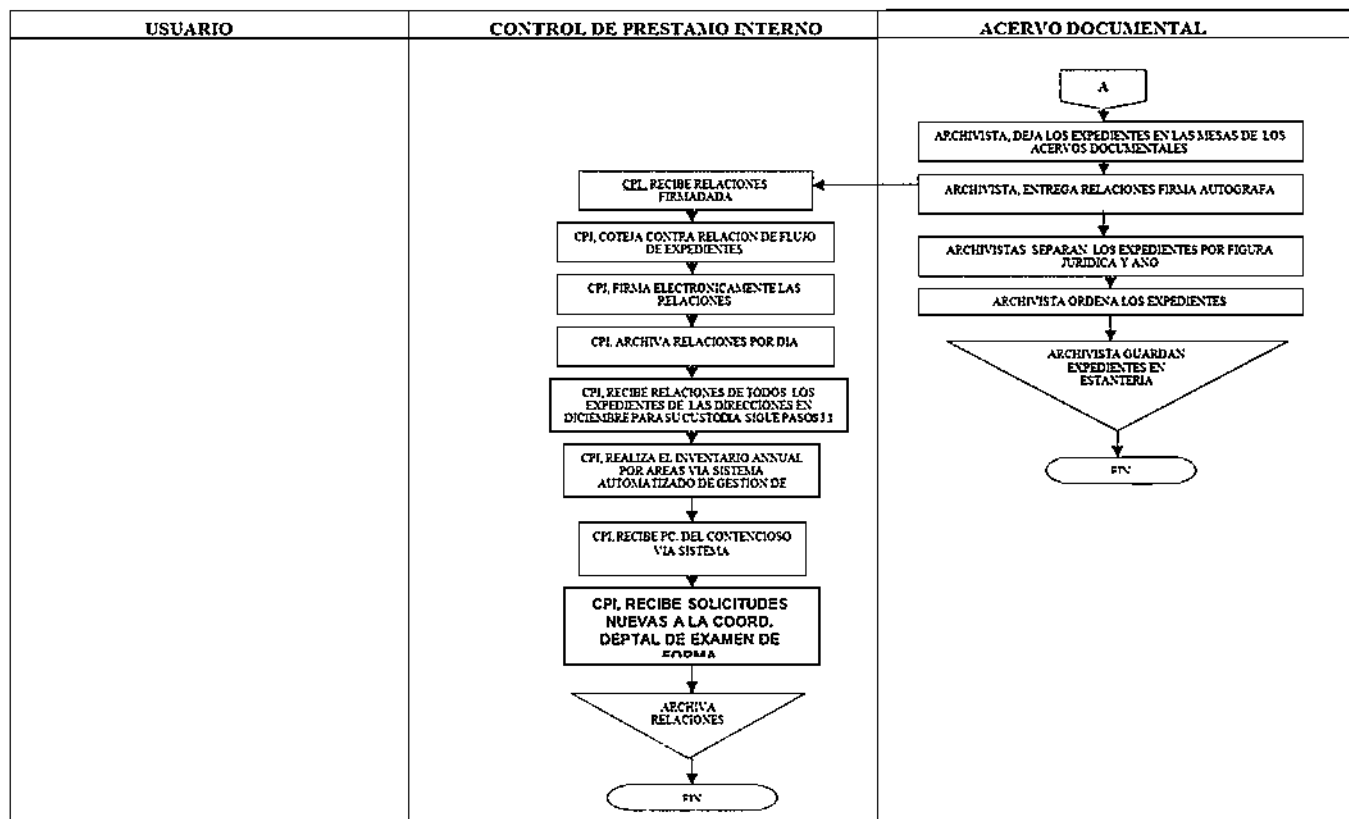 USUARIO
CONTROL DE PRESTAMO INTERNO
ACERVO DOCUMENTAL
A
ARCHIVISTA, DEJA LOS EXPEDIENTES EN LAS MESAS DE LOS
ACERVOS DOCUMENTALES
ARCHIVISTA, ENTREGA RELACIONES FIRMA AUTOGRAFA
ARCHIVISTAS SEPARAN LOS EXPEDIENTES POR FIGURA
JURIDICA Y ANO
ARCHIVISTA ORDENA LOS EXPEDIENTES
ARCHIVISTA GUARDAN
EXPEDIENTES EN
ESTANTERIA
FIN
CPI, RECIBE RELACIONES
FIRMADADA
CPI, COTEJA CONTRA RELACION DE FLUJO
DE EXPEDIENTES
CPI, FIRMA ELECTRONICAMENTE LAS
RELACIONES
CPI, ARCHIVA RELACIONES POR DIA
CPI, RECIBE RELACIONES DE TODOS LOS
EXPEDIENTES DE LAS DIRECCIONES EN
DICIEMBRE PARA SU CUSTODIA SIGUE PASOS 3.1
CPI, REALIZA EL INVENTARIO ANNUAL
POR AREAS VIA SISTEMA
AUTOMATIZADO DE GESTION DE
CPI, RECIBE PC. DEL CONTENCIOSO
VIA SISTEMA
CPI, RECIBE SOLICITUDES
NUEVAS A LA COORD.
DEPTAL DE EXAMEN DE
FORMA
ARCHIVA
RELACIONES
FIN